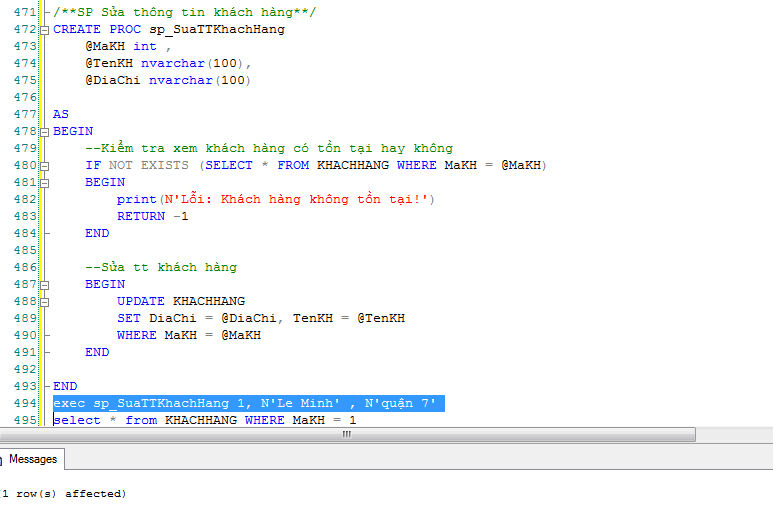 471 /**SP Sửa thông tin khách hàng**/
472 CREATE PROC sp_SuaTTKhachHang
473 @MaKH int ,
474 @TenKH nvarchar(100),
475 @DiaChi nvarchar(100)
476
477 AS
478 BEGIN
479 --Kiểm tra xem khách hàng có tồn tại hay không
480 IF NOT EXISTS (SELECT * FROM KHACHHANG WHERE MaKH = @MaKH)
481 BEGIN
482 print(N'Lỗi: Khách hàng không tồn tại!')
483 RETURN -1
484 END
485
486 --Sửa tt khách hàng
487 BEGIN
488 UPDATE KHACHHANG
489 SET DiaChi = @DiaChi, TenKH = @TenKH
490 WHERE MaKH = @MaKH
491 END
492
493 END
494 exec sp_SuaTTKhachHang 1, N'Le Minh' , N'quận 7'
495 select * from KHACHHANG WHERE MaKH = 1
Messages
(1 row(s) affected)